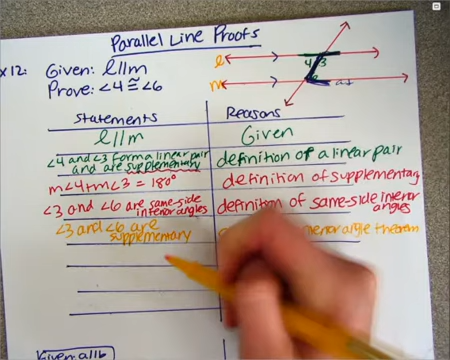 Parallel Line Proofs
x12: Given: l||m
Prove: ∠4 ≅ ∠6
l
m
4 3
6
Statements Reasons
l||m Given
∠4 and ∠3 form a linear pair
and are supplementary
definition of a linear pair
m∠4+m∠3 = 180° definition of supplementary
∠3 and ∠6 are same-side
interior angles
definition of same-side interior
angles
∠3 and ∠6 are
supplementary
interior angle theorem
Given: a||b